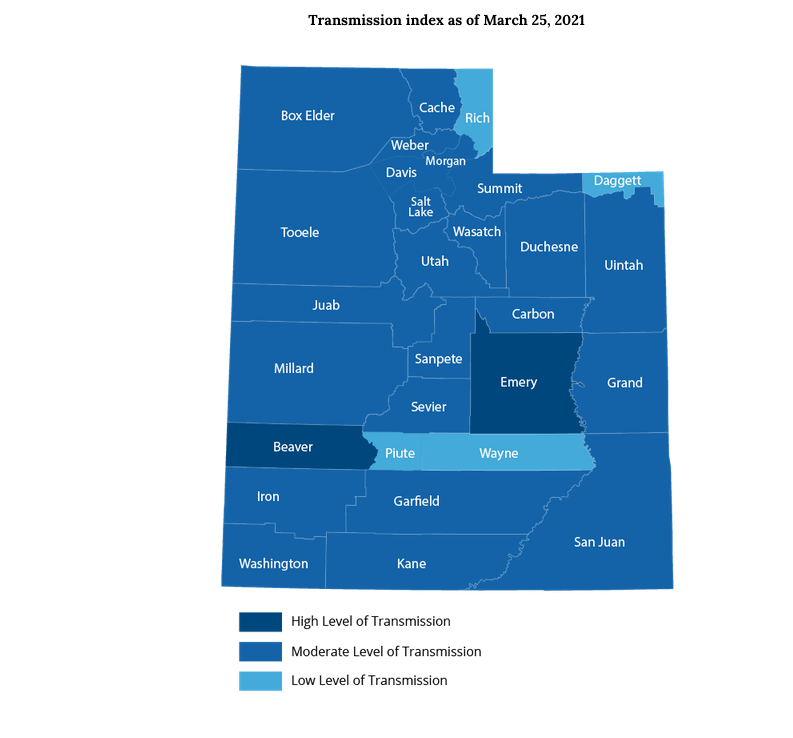 Transmission index as of March 25, 2021
Cache
Box Elder
Rich
Weber
Morgan
Davis
Daggett
Summit
Salt
Lake
Tooele
Wasatch
Duchesne
Utah
Uintah
Juab
Carbon
Sanpete
Millard
Emery
Grand
Sevier
Beaver
Piute
Wayne
Iron
Garfield
San Juan
Washington
Kane
High Level of Transmission
Moderate Level of Transmission
Low Level of Transmission